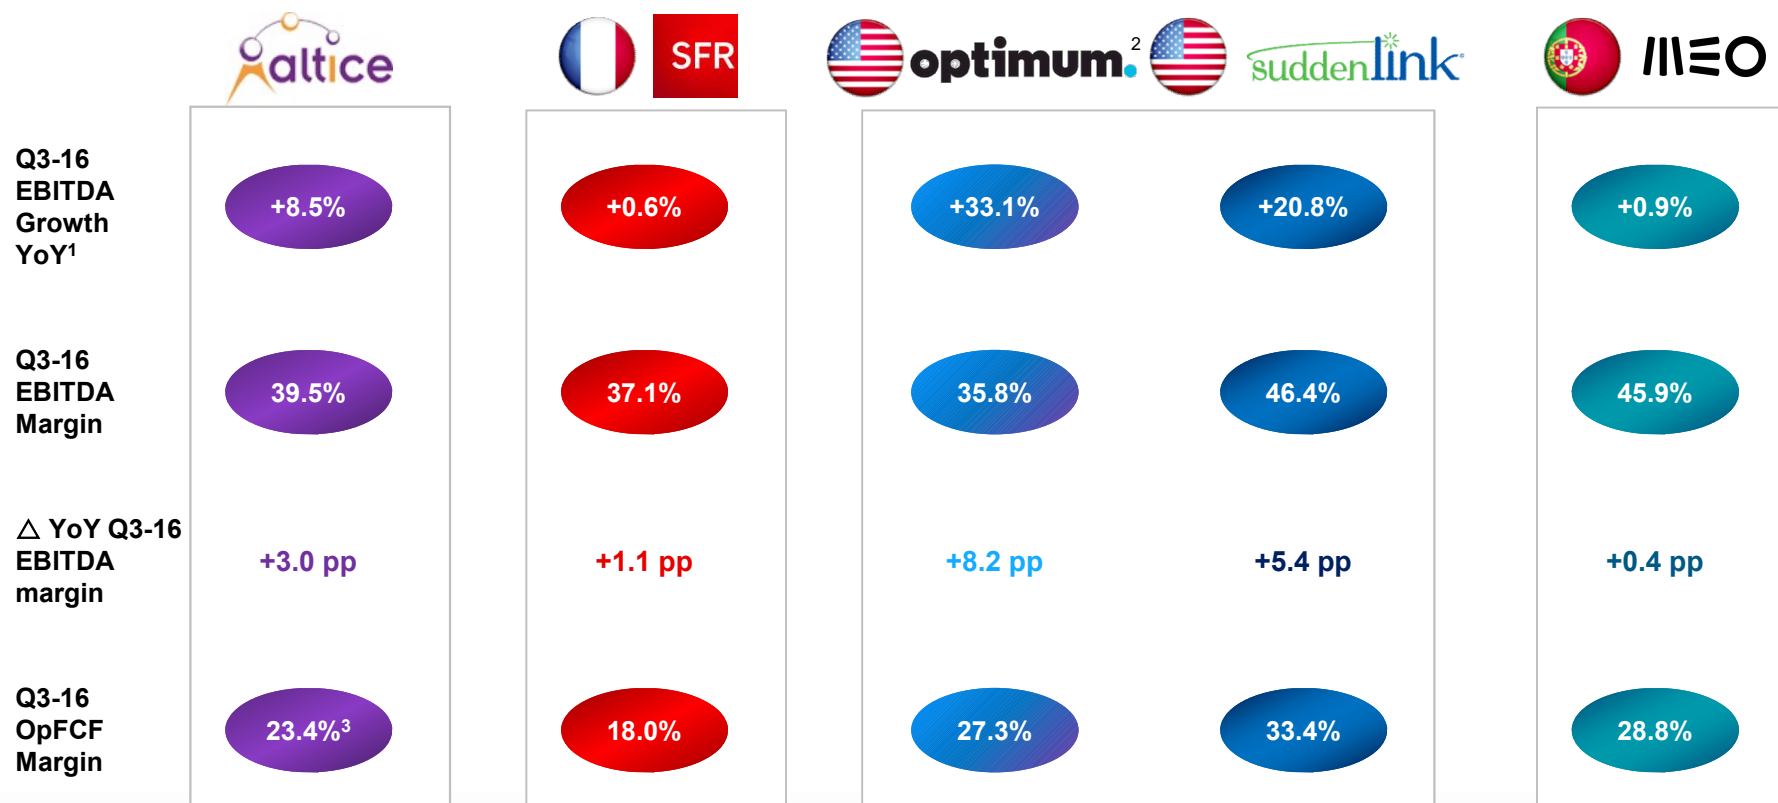 altice
SFR
optimum. 2
suddenlink
MEO
Q3-16
EBITDA
Growth
YoY1
+8.5%
+0.6%
+33.1%
+20.8%
+0.9%
Q3-16
EBITDA
Margin
39.5%
37.1%
35.8%
46.4%
45.9%
△ YoY Q3-16
EBITDA
margin
+3.0 pp
+1.1 pp
+8.2 pp
+5.4 pp
+0.4 pp
Q3-16
OpFCF
Margin
23.4%3
18.0%
27.3%
33.4%
28.8%